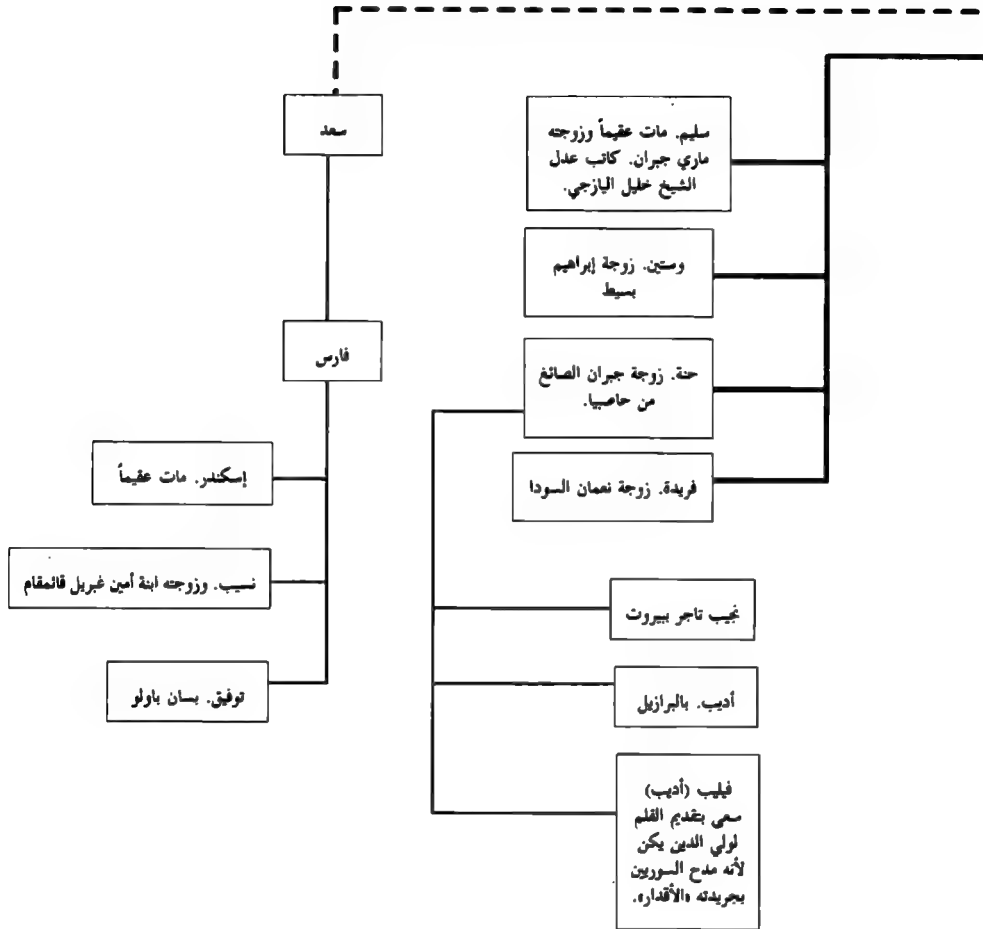 سليم. مات عقيماً وزوجته
ماري جبران. كاتب عدل
الشيخ خليل اليازجي.
وستين. زوجة إبراهيم
بسيط
حنة. زوجة جبران الصائغ
من حاصبيا.
فريدة. زوجة نعمان السودا
نجيب تاجر ببيروت
أديب. بالبرازيل
فيليب (أديب)
سعى بتقديم القلم
لولي الدين يكن
لأنه مدح السوريين
بجريدته «الأقدار».
سعد
فارس
إسكندر. مات عقيماً
نسيب. وزوجته ابنة أمين غبريل قائمقام
توفيق. بسان باولو